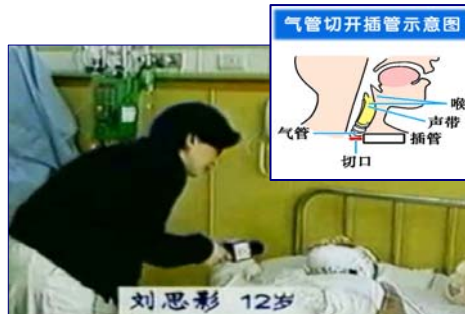 气管切开插管示意图
喉
声带
气管
插管
切口
刘思影 12岁